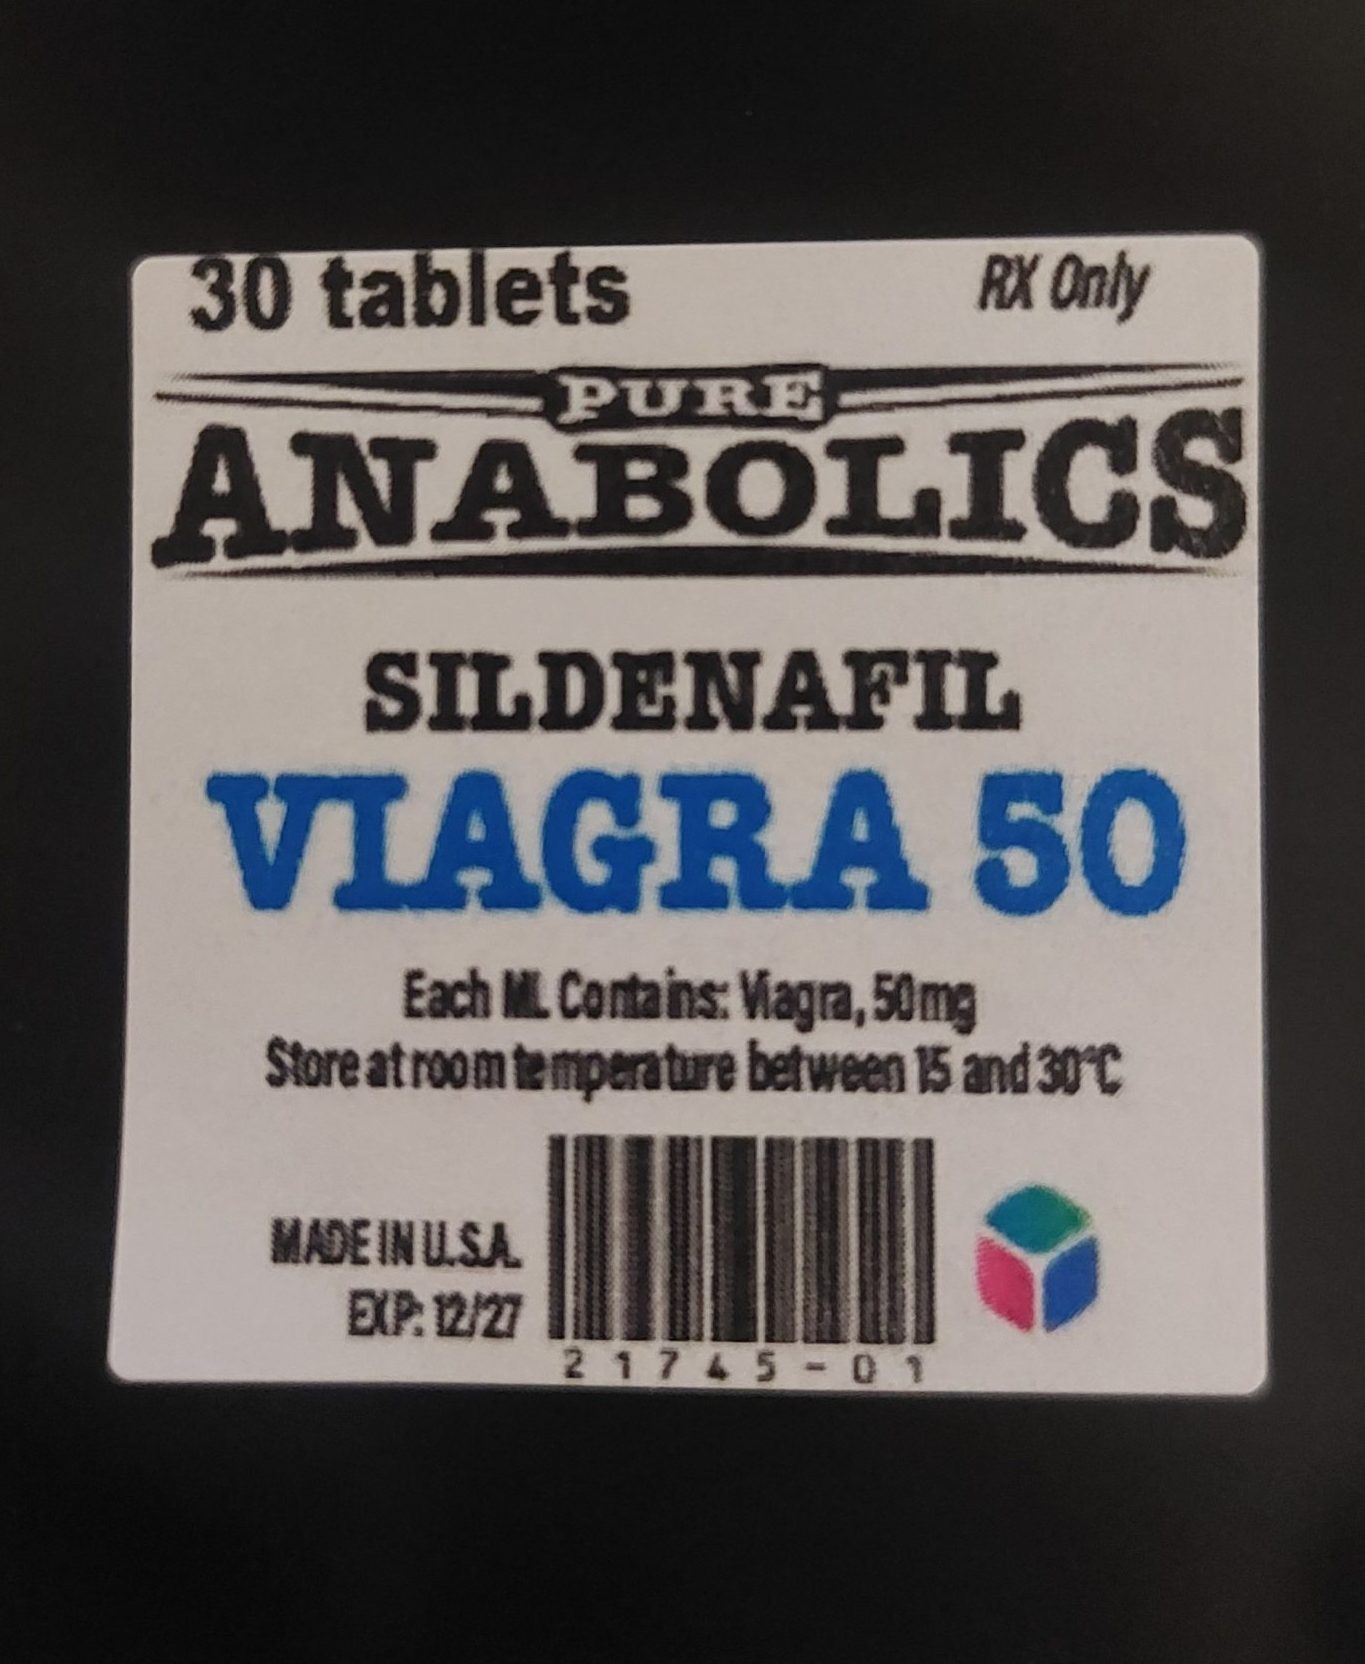 30 tablets RX Only
PURE
ANABOLICS
SILDENAFIL
VIAGRA 50
Each ML Contains: Viagra, 50mg
Store at room temperature between 15 and 30°C
MADE IN U.S.A.
EXP: 12/27
21745-01